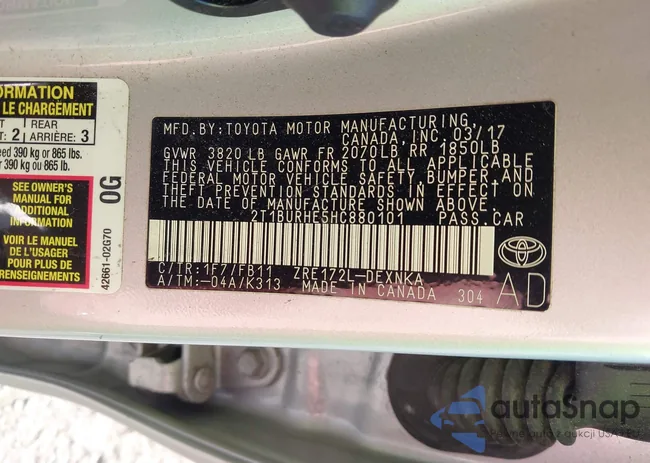 ORMATION
LE CHARGEMENT
T 2 REAR
ARRIÈRE: 3
eed 390 kg or 865 lbs.
r 390 kg ou 865 lb.
SEE OWNER'S
MANUAL FOR
ADDITIONAL
INFORMATION
Voir le MANUEL
DE L'USAGER
POUR PLUS DE
RENSEIGNEMENTS
0G
42661-02G70
MFD. BY: TOYOTA MOTOR MANUFACTURING,
CANADA, INC. 03/17
GVWR 3820 LB GAWR FR 2070LB RR 1850LB
THIS VEHICLE CONFORMS TO ALL APPLICABLE
FEDERAL MOTOR VEHICLE SAFETY, BUMPER, AND
THEFT PREVENTION STANDARDS IN EFFECT ON
THE DATE OF MANUFACTURE SHOWN ABOVE.
2T1BURHE5HC880101 PASS.CAR
C/TR:1F7/FB11 ZRE172L-DEXNKA
A/TM:-04A/K313 MADE IN CANADA 304
TOYOTA
AD
autoSnap